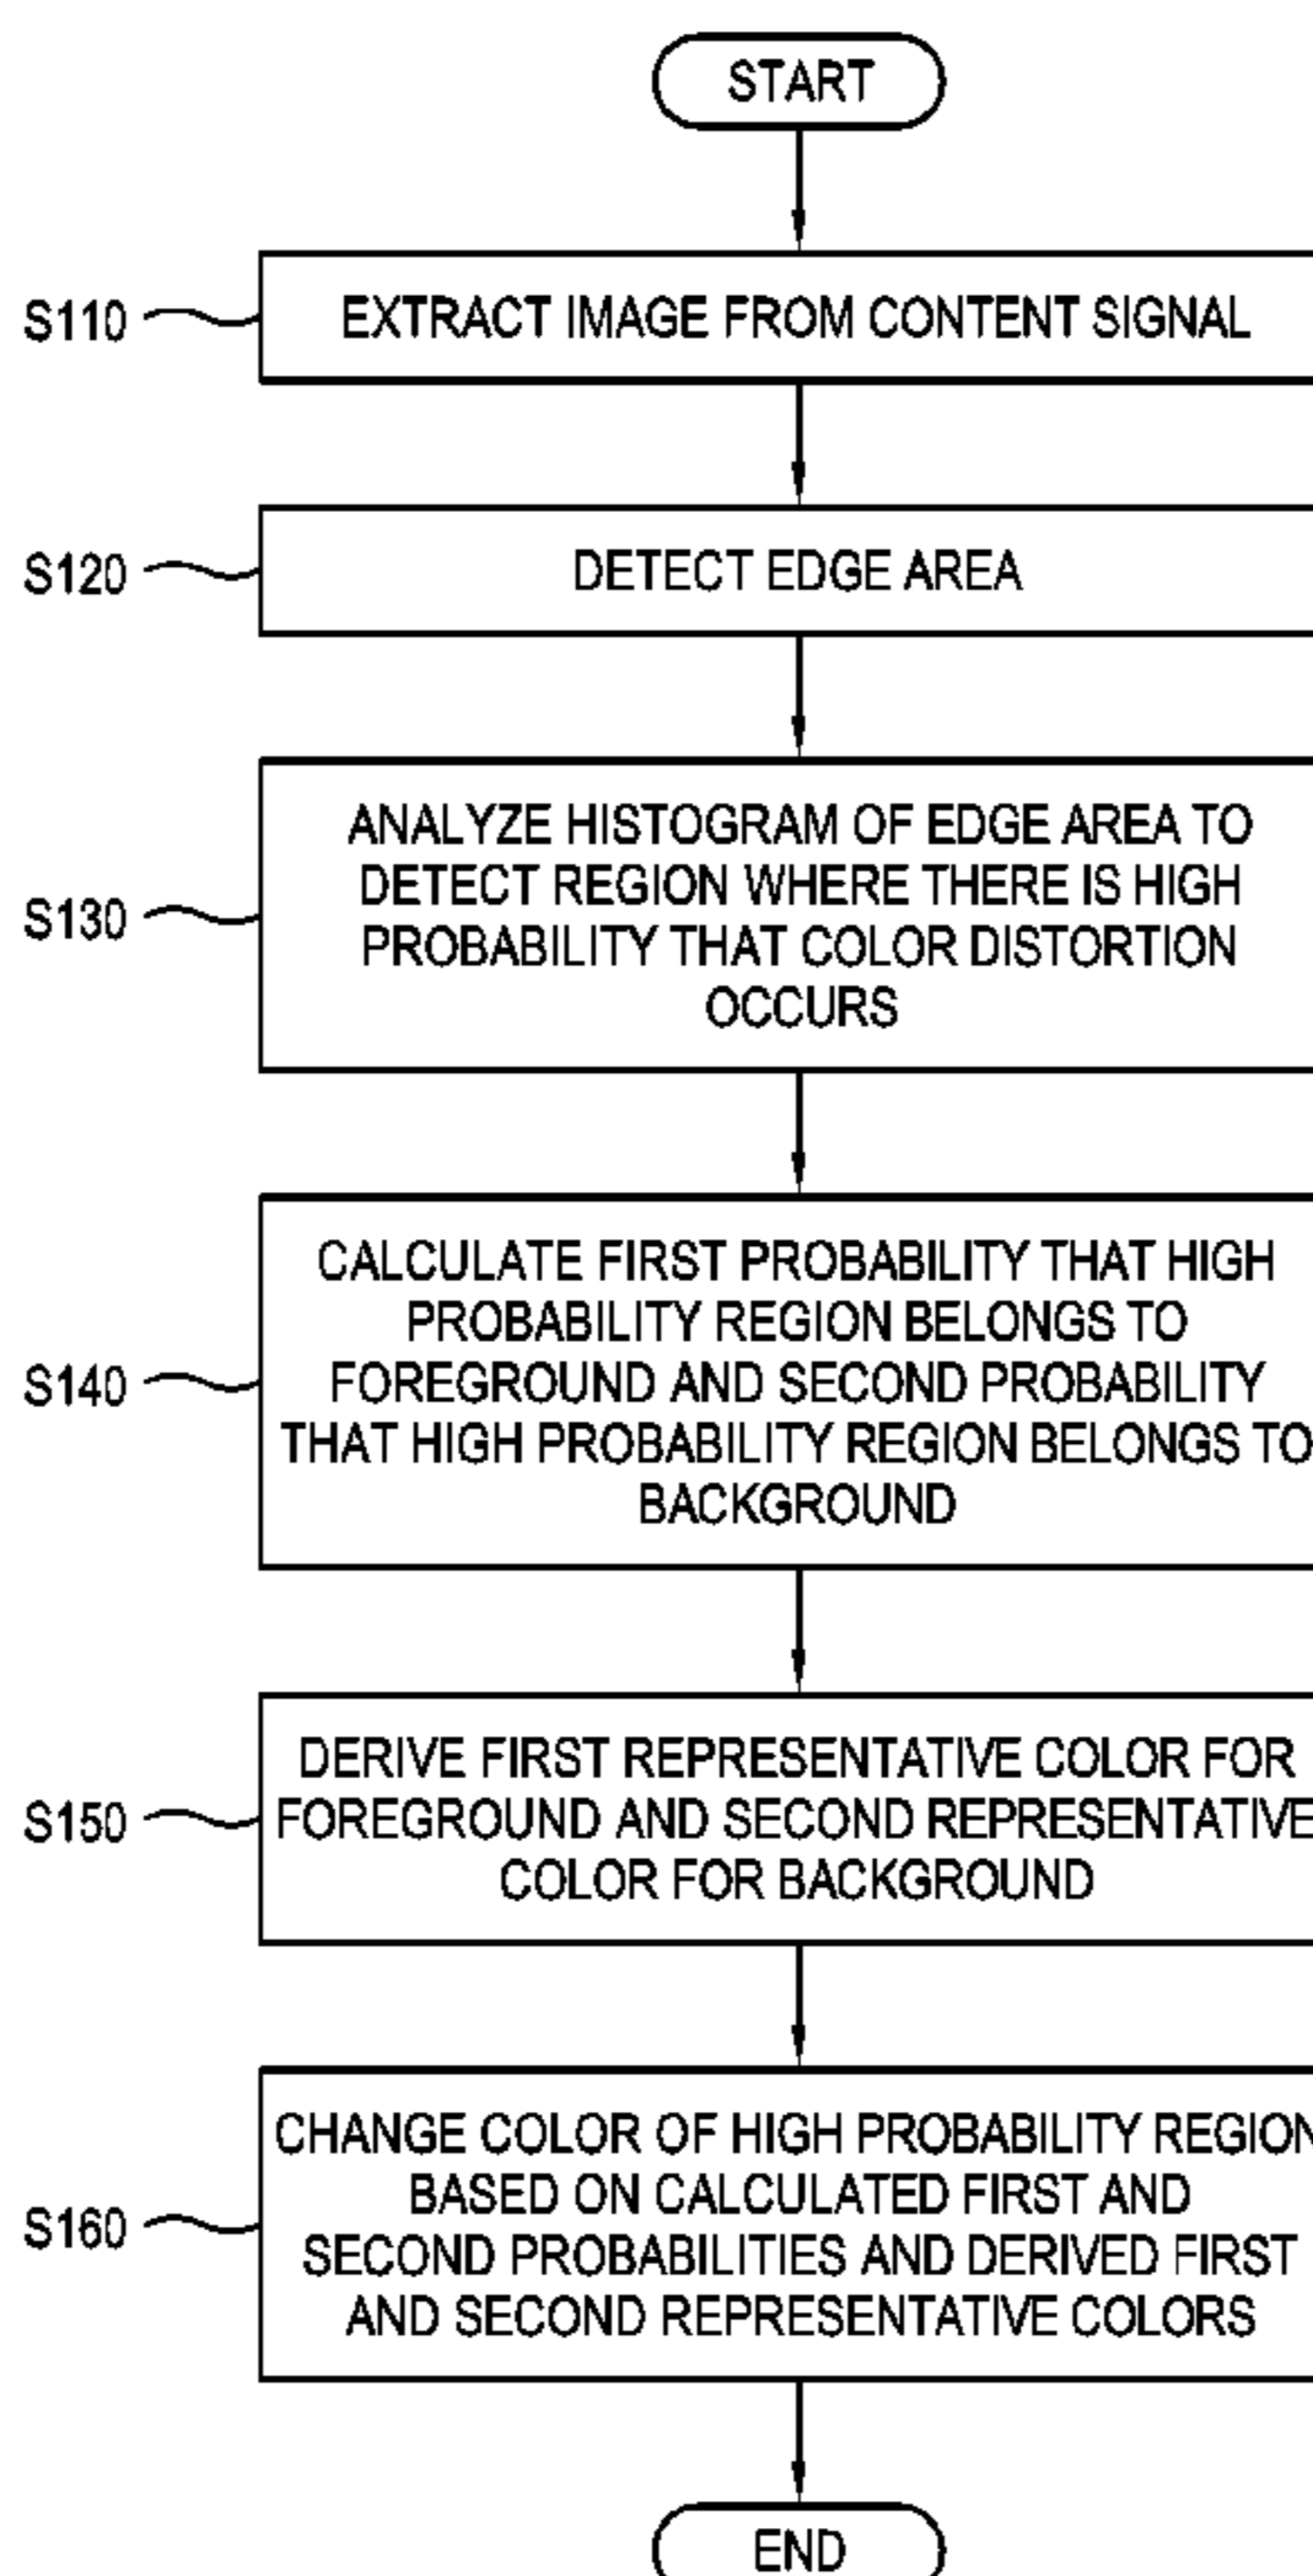 START
S110
EXTRACT IMAGE FROM CONTENT SIGNAL
S120
DETECT EDGE AREA
S130
ANALYZE HISTOGRAM OF EDGE AREA TO
DETECT REGION WHERE THERE IS HIGH
PROBABILITY THAT COLOR DISTORTION
OCCURS
S140
CALCULATE FIRST PROBABILITY THAT HIGH
PROBABILITY REGION BELONGS TO
FOREGROUND AND SECOND PROBABILITY
THAT HIGH PROBABILITY REGION BELONGS TO
BACKGROUND
S150
DERIVE FIRST REPRESENTATIVE COLOR FOR
FOREGROUND AND SECOND REPRESENTATIVE
COLOR FOR BACKGROUND
S160
CHANGE COLOR OF HIGH PROBABILITY REGION
BASED ON CALCULATED FIRST AND
SECOND PROBABILITIES AND DERIVED FIRST
AND SECOND REPRESENTATIVE COLORS
END